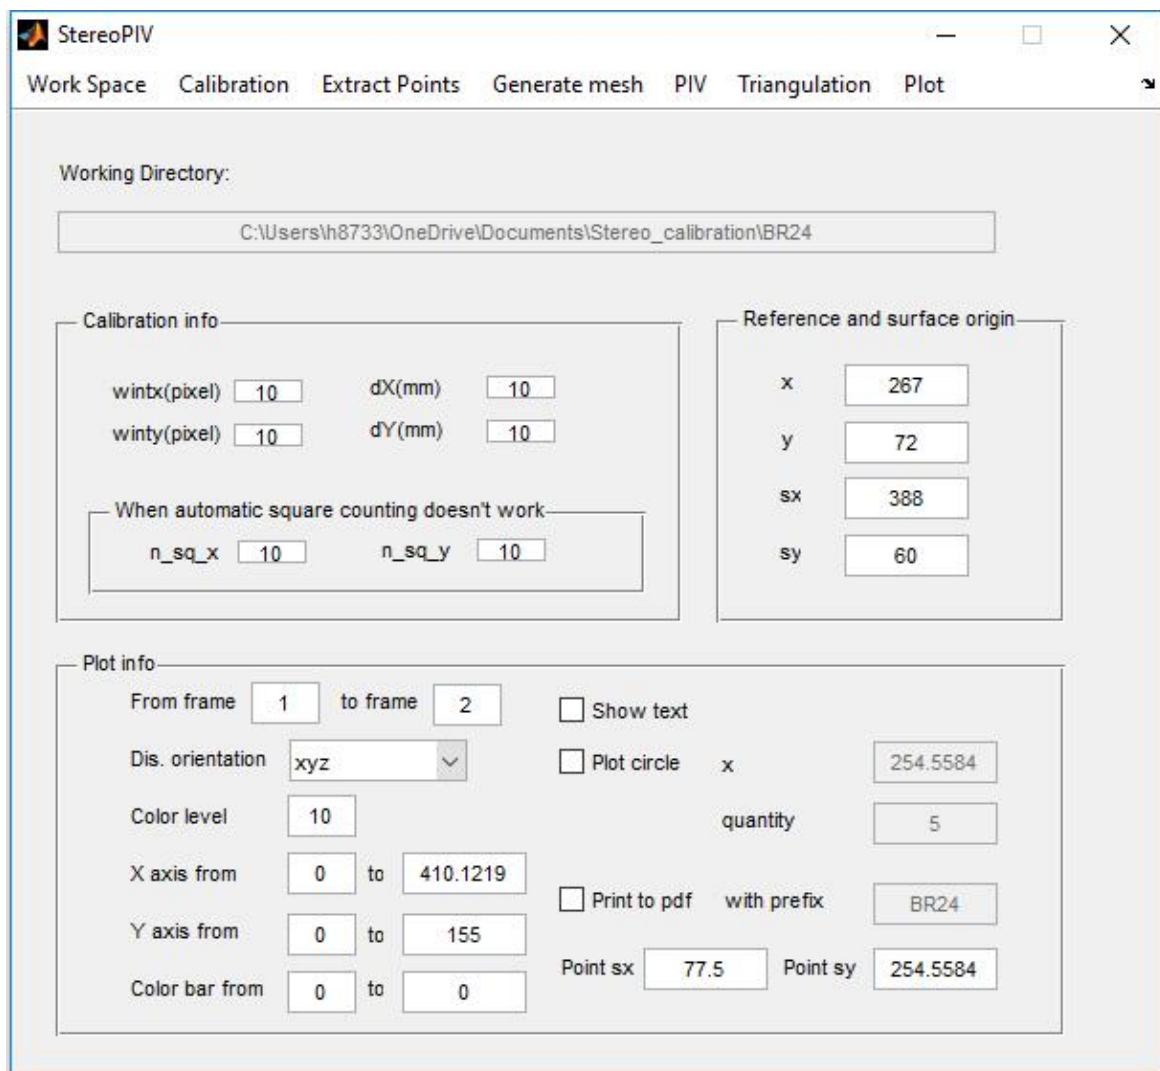 StereoPIV
Work Space Calibration Extract Points Generate mesh PIV Triangulation Plot
Working Directory:
C:\Users\h8733\OneDrive\Documents\Stereo_calibration\BR24
Calibration info
wintx(pixel) 10 dX(mm) 10
winty(pixel) 10 dY(mm) 10
When automatic square counting doesn't work
n_sq_x 10 n_sq_y 10
Reference and surface origin
x 267
y 72
sx 388
sy 60
Plot info
From frame 1 to frame 2
Dis. orientation xyz
Color level 10
X axis from 0 to 410.1219
Y axis from 0 to 155
Color bar from 0 to 0
Show text
Plot circle x 254.5584
quantity 5
Print to pdf with prefix BR24
Point sx 77.5 Point sy 254.5584